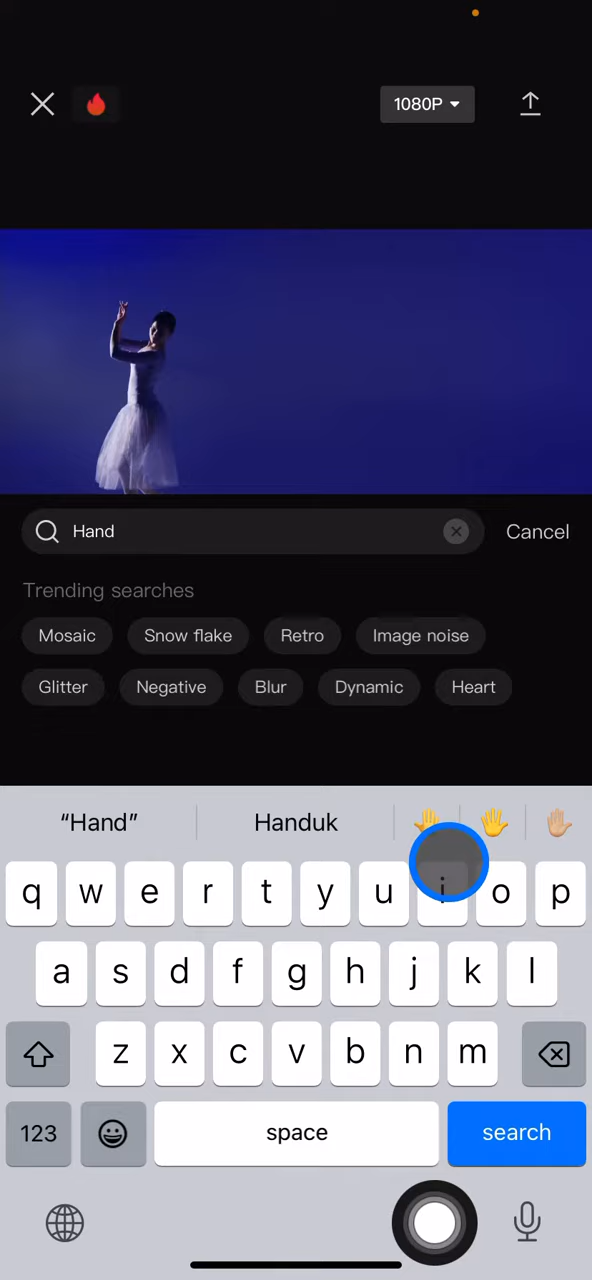 1080P
Hand
Cancel
Trending searches
Mosaic Snow flake Retro Image noise
Glitter Negative Blur Dynamic Heart
“Hand” Handuk
q w e r t y u i o p
a s d f g h j k l
z x c v b n m
123 space search